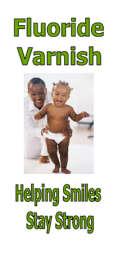 Fluoride
Varnish
Helping Smiles
Stay Strong